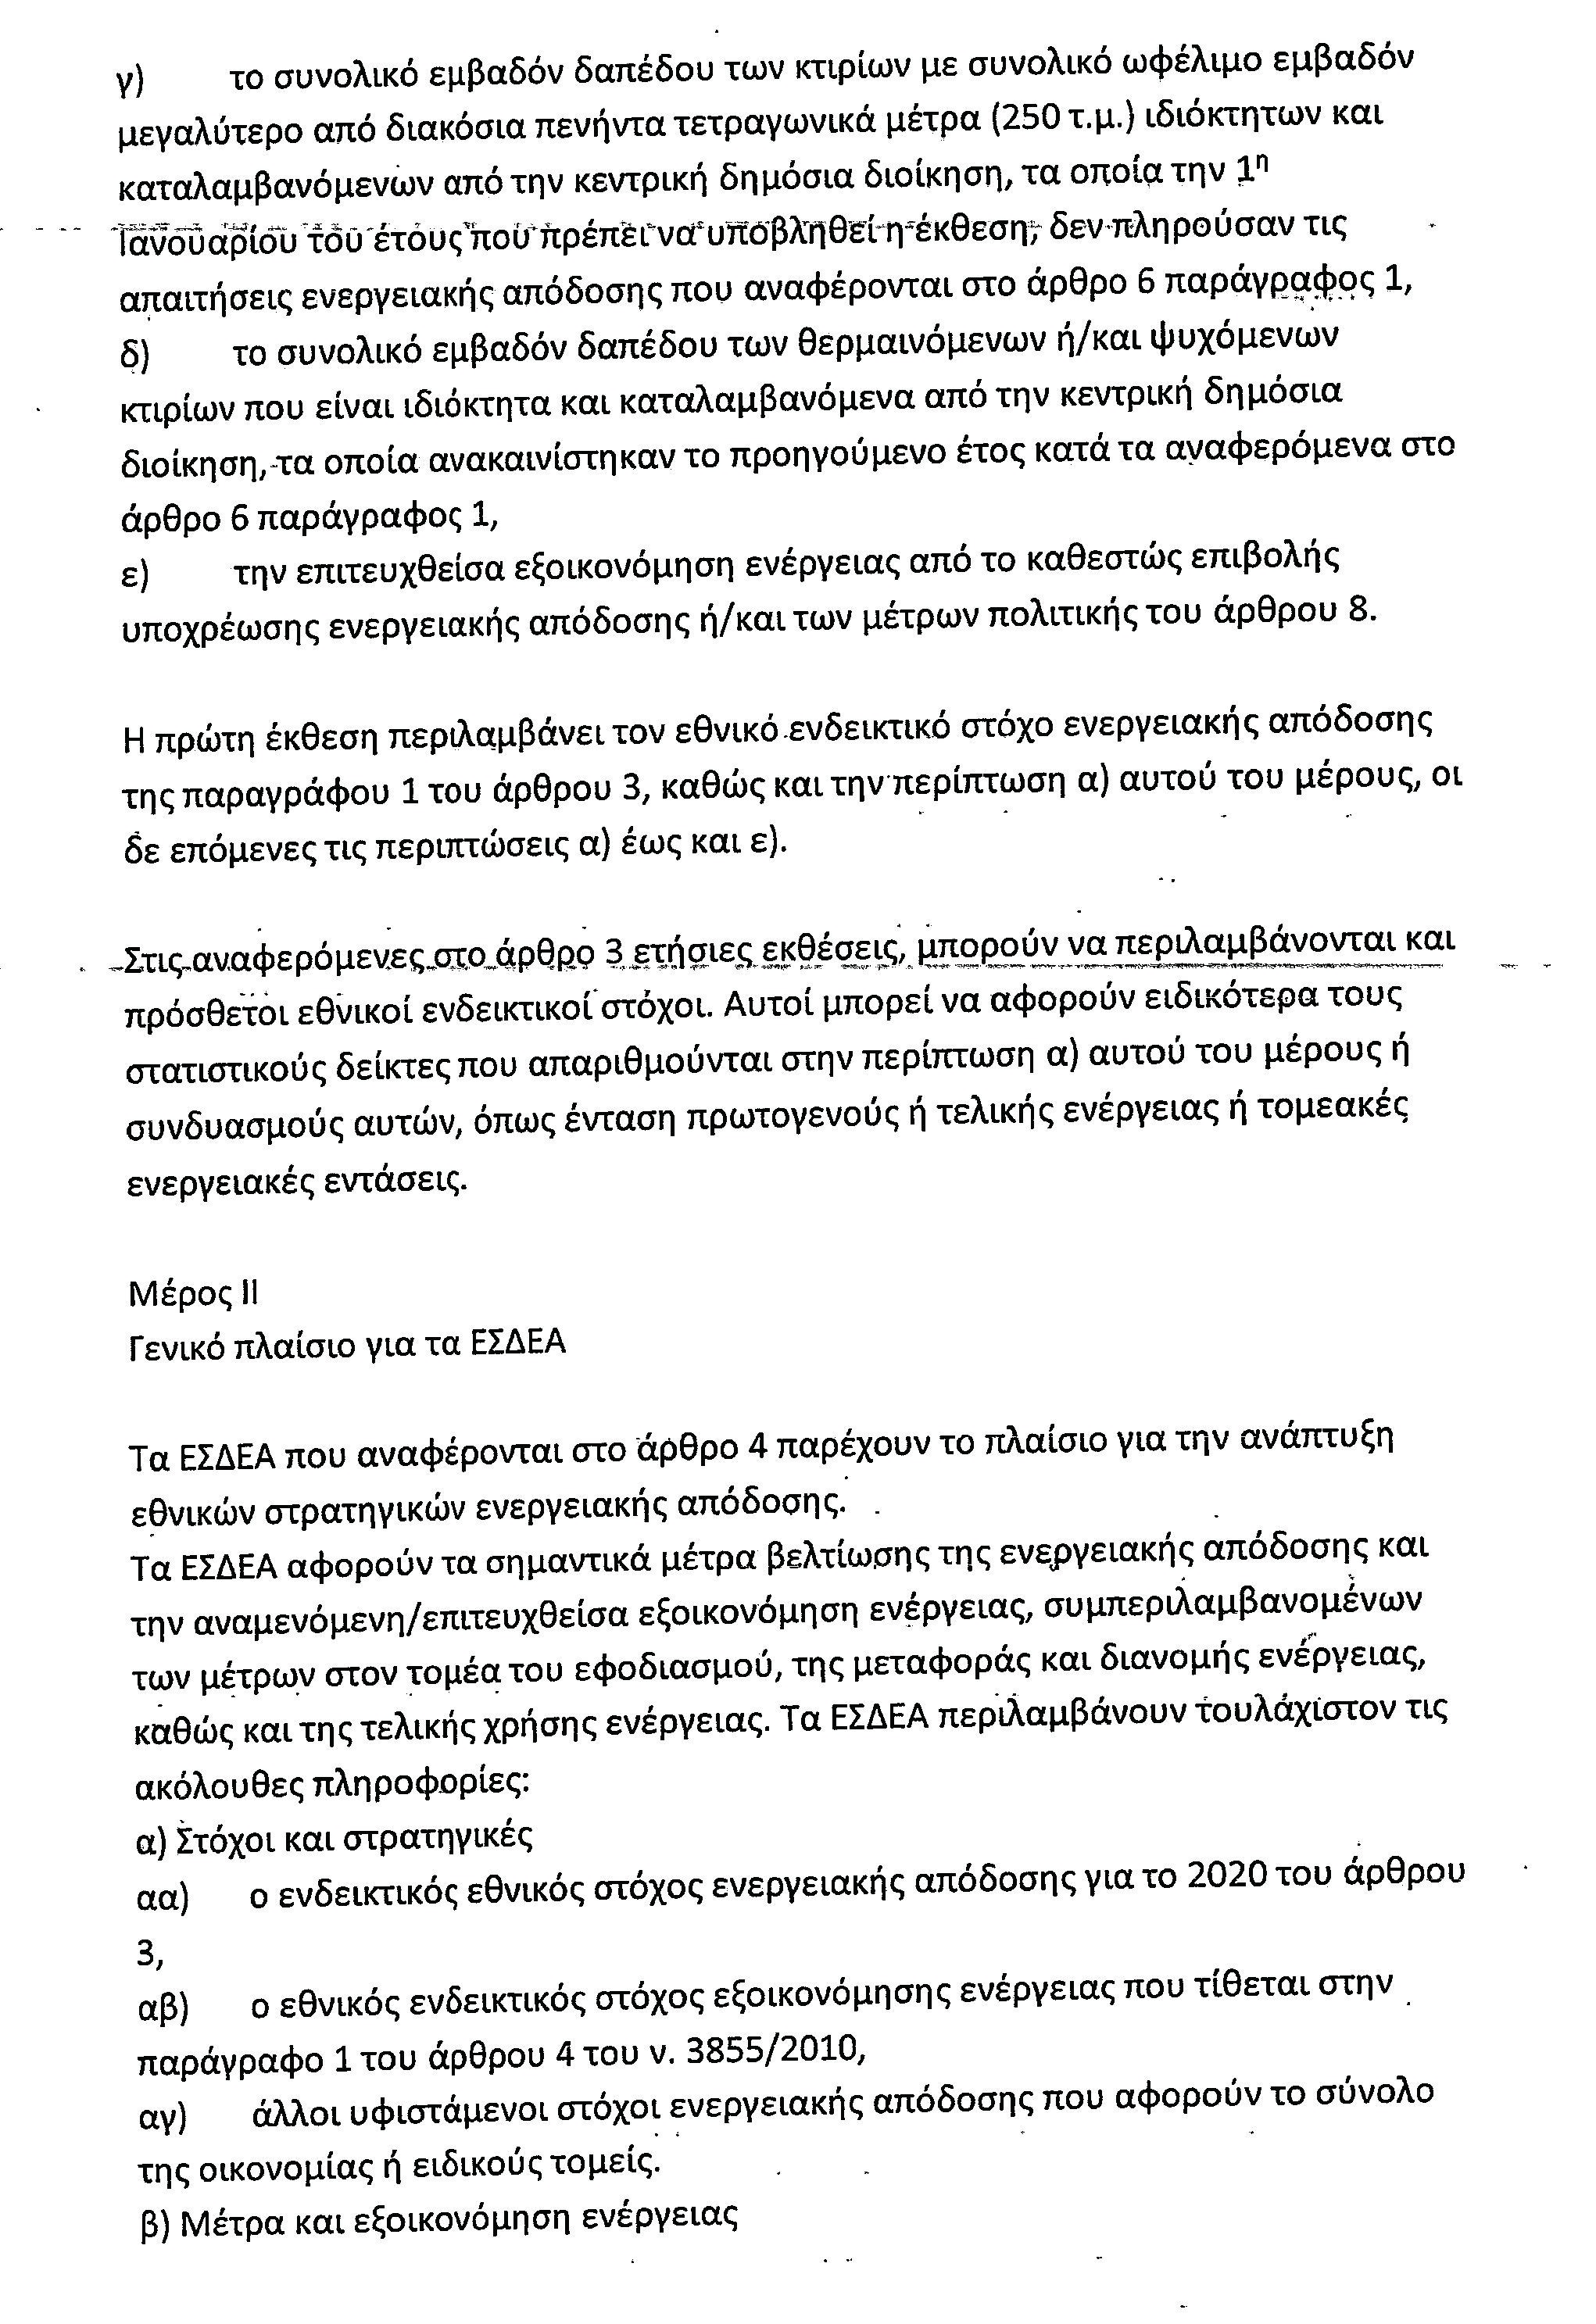 γ) το συνολικό εμβαδόν δαπέδου των κτιρίων με συνολικό ωφέλιμο εμβαδόν
μεγαλύτερο από διακόσια πενήντα τετραγωνικά μέτρα (250 τ.μ.) ιδιόκτητων και
καταλαμβανόμενων από την κεντρική δημόσια διοίκηση, τα οποία την 1η
Ιανουαρίου του έτους που πρέπει να υποβληθεί η έκθεση, δεν πληρούσαν τις
απαιτήσεις ενεργειακής απόδοσης που αναφέρονται στο άρθρο 6 παράγραφος 1,
δ) το συνολικό εμβαδόν δαπέδου των θερμαινόμενων ή/και ψυχόμενων
κτιρίων που είναι ιδιόκτητα και καταλαμβανόμενα από την κεντρική δημόσια
διοίκηση, τα οποία ανακαινίστηκαν το προηγούμενο έτος κατά τα αναφερόμενα στο
άρθρο 6 παράγραφος 1,
ε) την επιτευχθείσα εξοικονόμηση ενέργειας από το καθεστώς επιβολής
υποχρέωσης ενεργειακής απόδοσης ή/και των μέτρων πολιτικής του άρθρου 8.
Η πρώτη έκθεση περιλαμβάνει τον εθνικό ενδεικτικό στόχο ενεργειακής απόδοσης
της παραγράφου 1 του άρθρου 3, καθώς και την περίπτωση α) αυτού του μέρους, οι
δε επόμενες τις περιπτώσεις α) έως και ε).
Στις αναφερόμενες στο άρθρο 3 ετήσιες εκθέσεις, μπορούν να περιλαμβάνονται και
πρόσθετοι εθνικοί ενδεικτικοί στόχοι. Αυτοί μπορεί να αφορούν ειδικότερα τους
στατιστικούς δείκτες που απαριθμούνται στην περίπτωση α) αυτού του μέρους ή
συνδυασμούς αυτών, όπως ένταση πρωτογενούς ή τελικής ενέργειας ή τομεακές
ενεργειακές εντάσεις.
Μέρος ΙΙ
Γενικό πλαίσιο για τα ΕΣΔΕΑ
Τα ΕΣΔΕΑ που αναφέρονται στο άρθρο 4 παρέχουν το πλαίσιο για την ανάπτυξη
εθνικών στρατηγικών ενεργειακής απόδοσης.
Τα ΕΣΔΕΑ αφορούν τα σημαντικά μέτρα βελτίωσης της ενεργειακής απόδοσης και
την αναμενόμενη/επιτευχθείσα εξοικονόμηση ενέργειας, συμπεριλαμβανομένων
των μέτρων στον τομέα του εφοδιασμού, της μεταφοράς και διανομής ενέργειας,
καθώς και της τελικής χρήσης ενέργειας. Τα ΕΣΔΕΑ περιλαμβάνουν τουλάχιστον τις
ακόλουθες πληροφορίες:
α) Στόχοι και στρατηγικές
αα) ο ενδεικτικός εθνικός στόχος ενεργειακής απόδοσης για το 2020 του άρθρου
3,
αβ) ο εθνικός ενδεικτικός στόχος εξοικονόμησης ενέργειας που τίθεται στην
παράγραφο 1 του άρθρου 4 του ν. 3855/2010,
αγ) άλλοι υφιστάμενοι στόχοι ενεργειακής απόδοσης που αφορούν το σύνολο
της οικονομίας ή ειδικούς τομείς.
β) Μέτρα και εξοικονόμηση ενέργειας